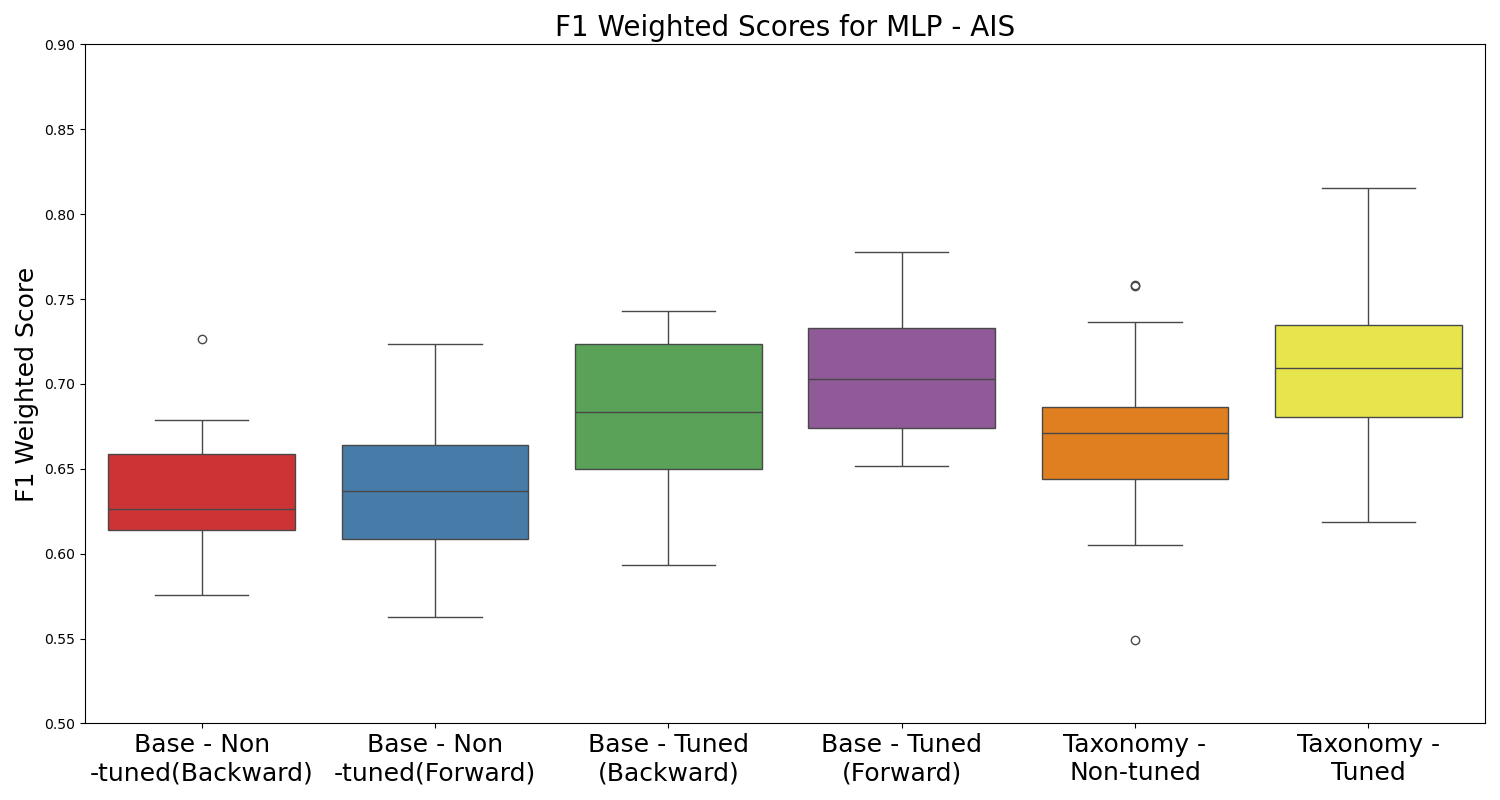 F1 Weighted Scores for MLP - AIS
F1 Weighted Score
0.90
0.85
0.80
0.75
0.70
0.65
0.60
0.55
0.50
Base - Non
-tuned(Backward)
Base - Non
-tuned(Forward)
Base - Tuned
(Backward)
Base - Tuned
(Forward)
Taxonomy -
Non-tuned
Taxonomy -
Tuned